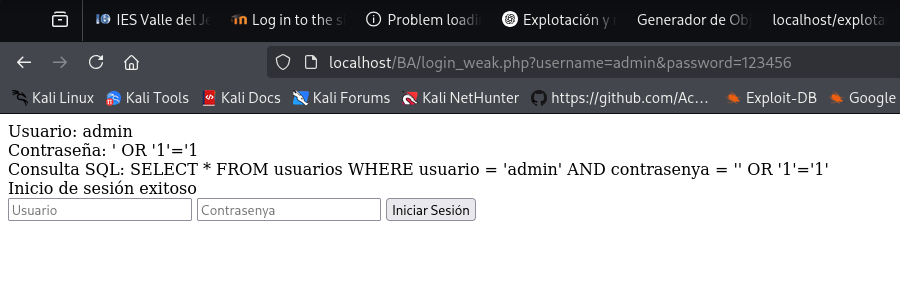 IES Valle del Je
Log in to the s
Problem loadi
Explotación y
Generador de Ob
localhost/explota
localhost/BA/login_weak.php?username=admin&password=123456
Kali Linux Kali Tools Kali Docs Kali Forums Kali NetHunter https://github.com/Ac... Exploit-DB Google
Usuario: admin
Contraseña: ' OR '1'='1
Consulta SQL: SELECT * FROM usuarios WHERE usuario = 'admin' AND contrasenya = '' OR '1'='1'
Inicio de sesión exitoso
Usuario Contrasenya Iniciar Sesión